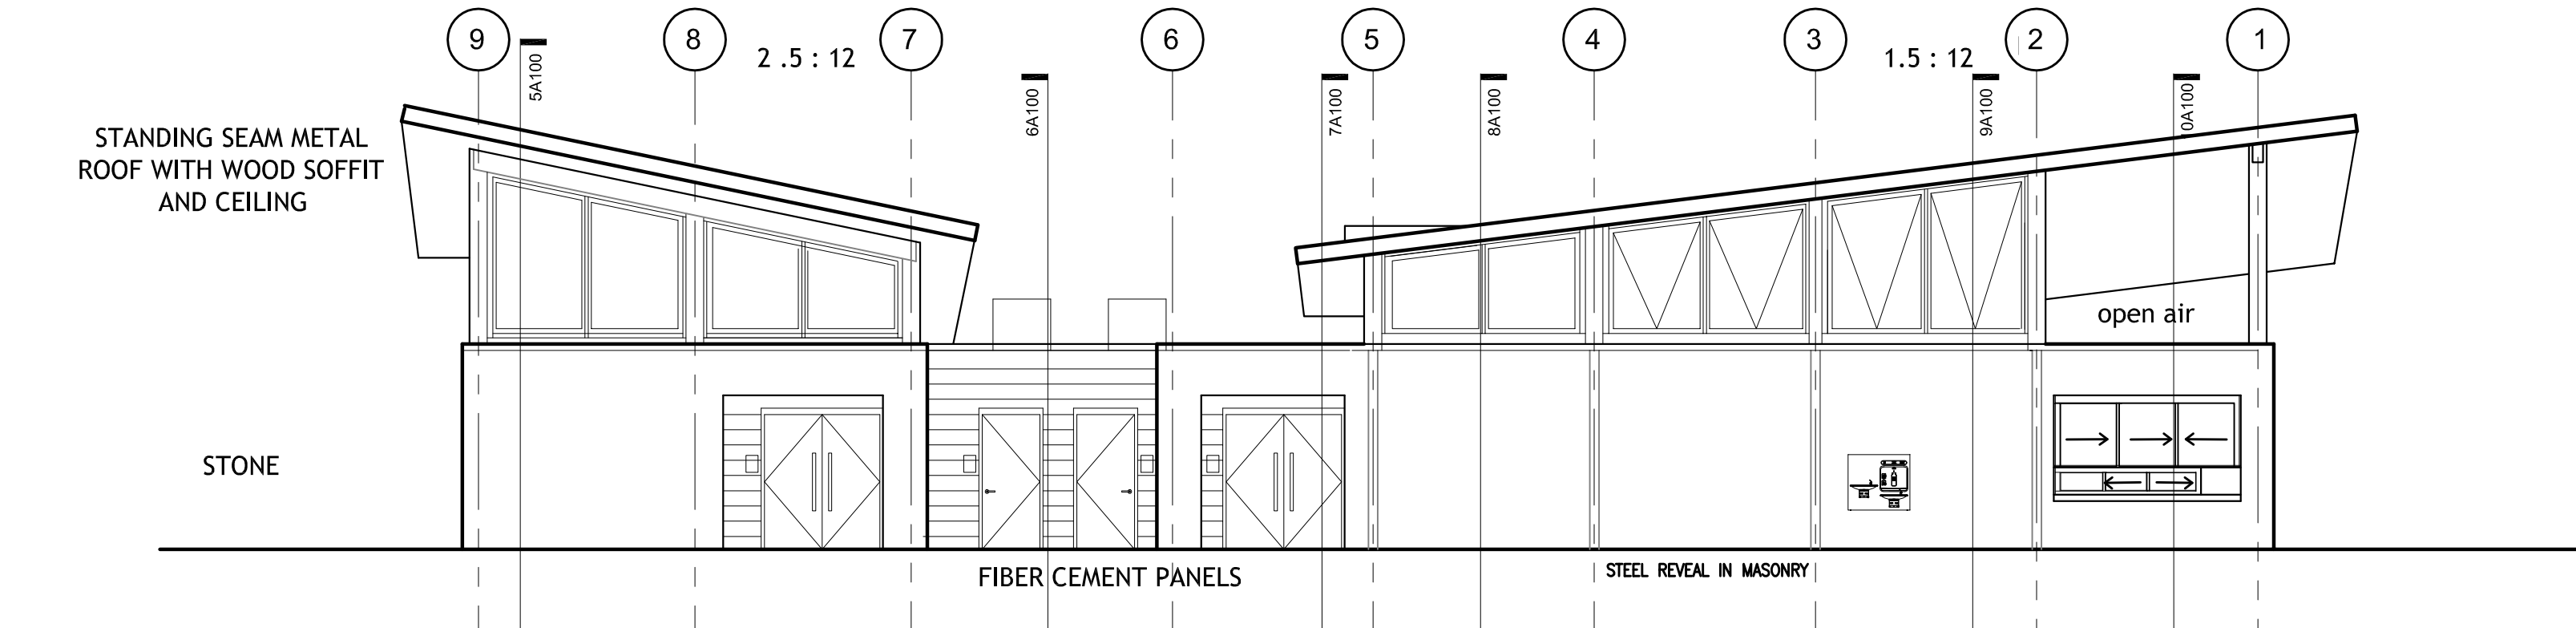 9
8
7
6
5
4
3
2
1
2 .5 : 12
1.5 : 12
5A100
6A100
7A100
8A100
9A100
0A100
STANDING SEAM METAL
ROOF WITH WOOD SOFFIT
AND CEILING
open air
STONE
FIBER CEMENT PANELS
STEEL REVEAL IN MASONRY